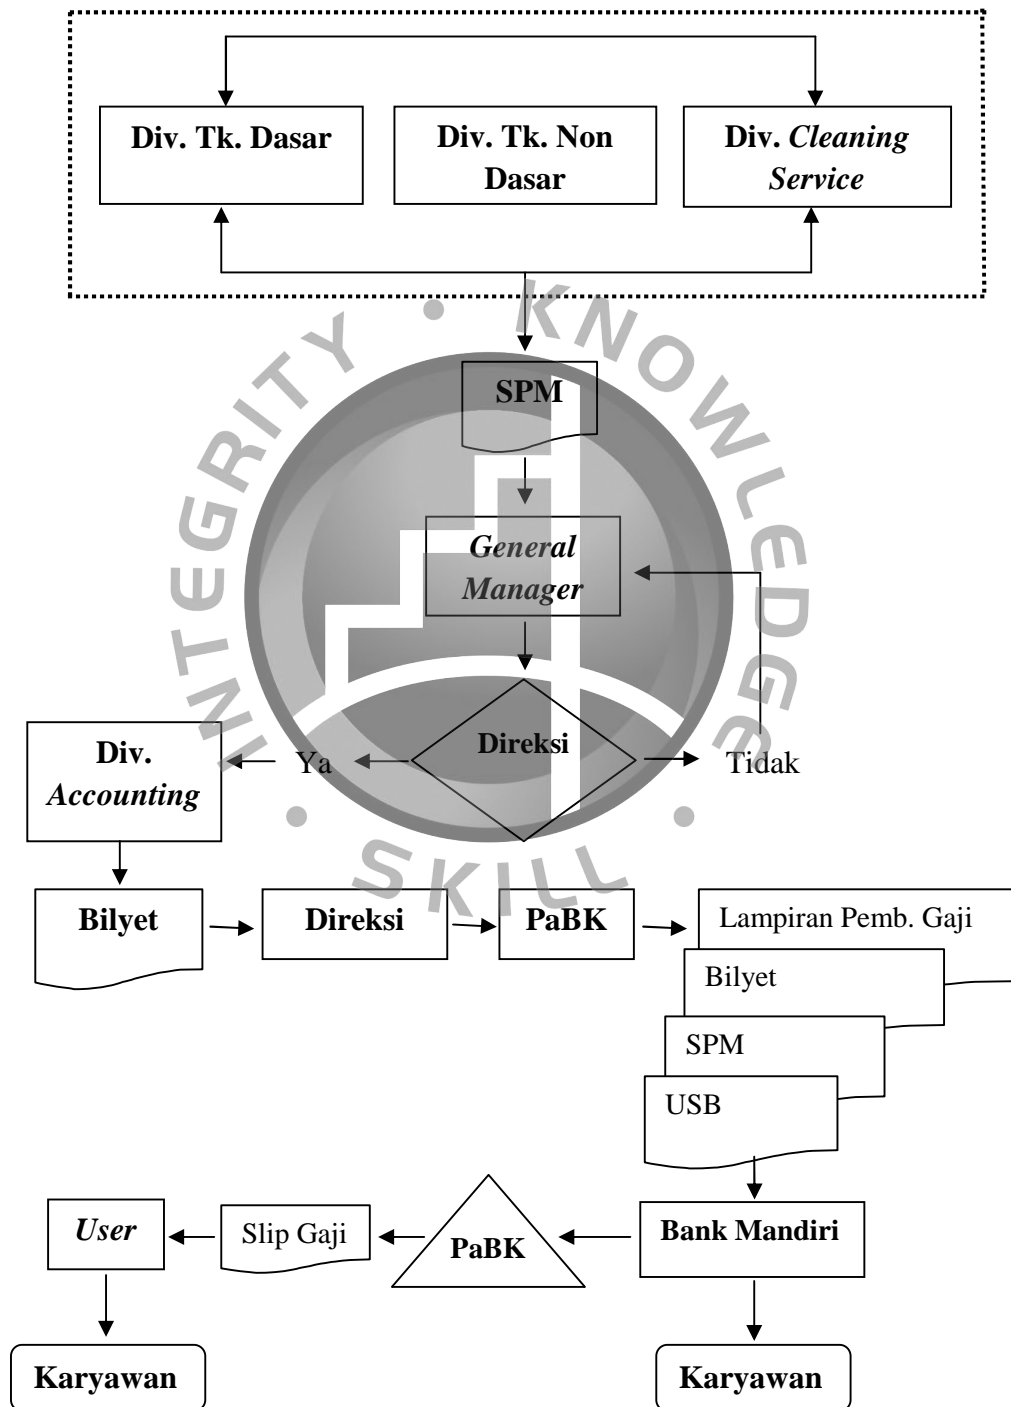 Div. Tk. Dasar
Div. Tk. Non
Dasar
Div. Cleaning
Service
INTEGRITY • KNOWLEDGE • SKILL •
SPM
General
Manager
Direksi
Ya
Tidak
Div.
Accounting
Bilyet
Direksi
PaBK
Lampiran Pemb. Gaji
Bilyet
SPM
USB
User
Slip Gaji
PaBK
Bank Mandiri
Karyawan
Karyawan